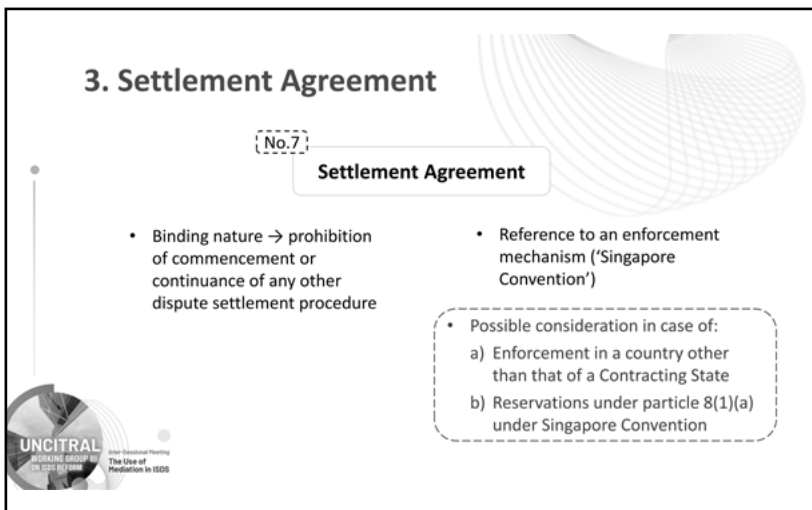 3. Settlement Agreement
No.7
Settlement Agreement
• Binding nature → prohibition
of commencement or
continuance of any other
dispute settlement procedure
• Reference to an enforcement
mechanism (‘Singapore
Convention’)
• Possible consideration in case of:
a) Enforcement in a country other
than that of a Contracting State
b) Reservations under particle 8(1)(a)
under Singapore Convention
UNCITRAL
WORKING GROUP III
ON ISDS REFORM
Inter-Sessional Meeting
The Use of
Mediation in ISDS